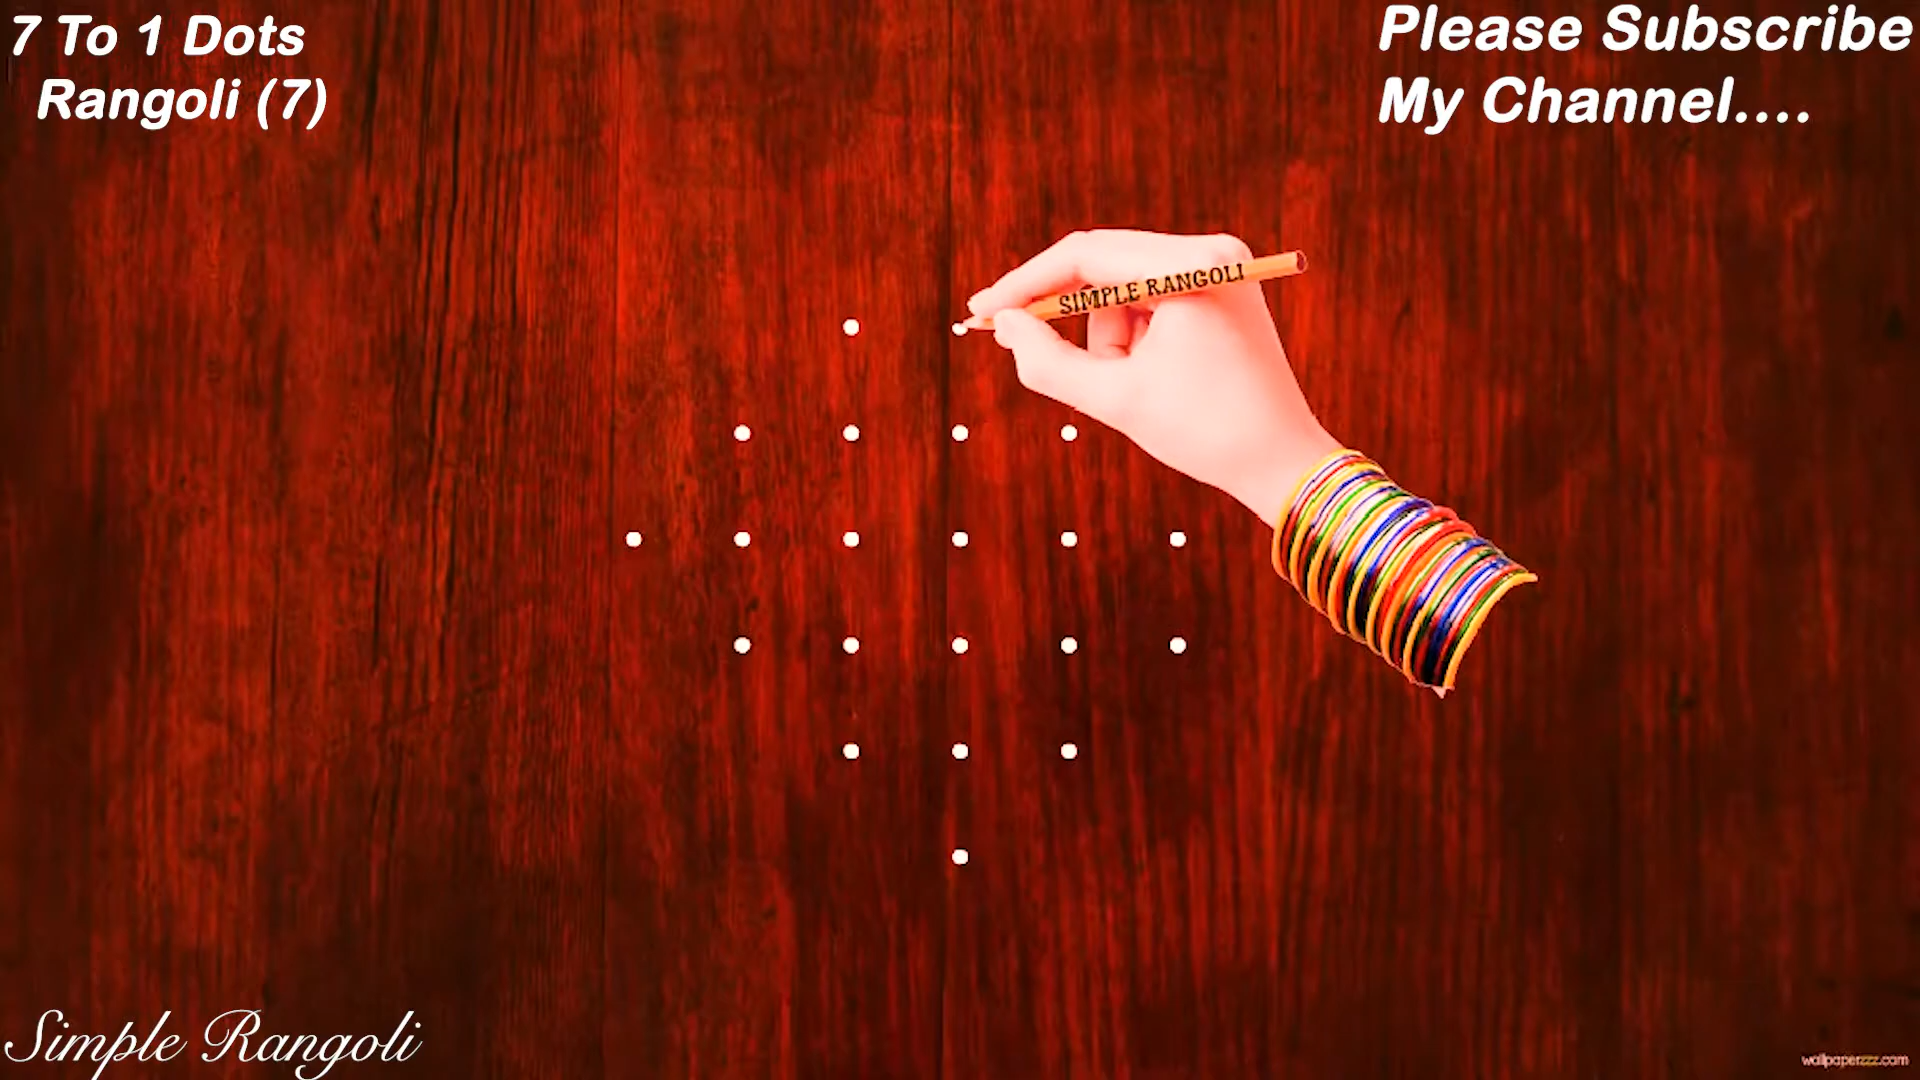 7 To 1 Dots
Rangoli (7)
Please Subscribe
My Channel....
SIMPLE RANGOLI
Simple Rangoli
wallpaperzzz.com